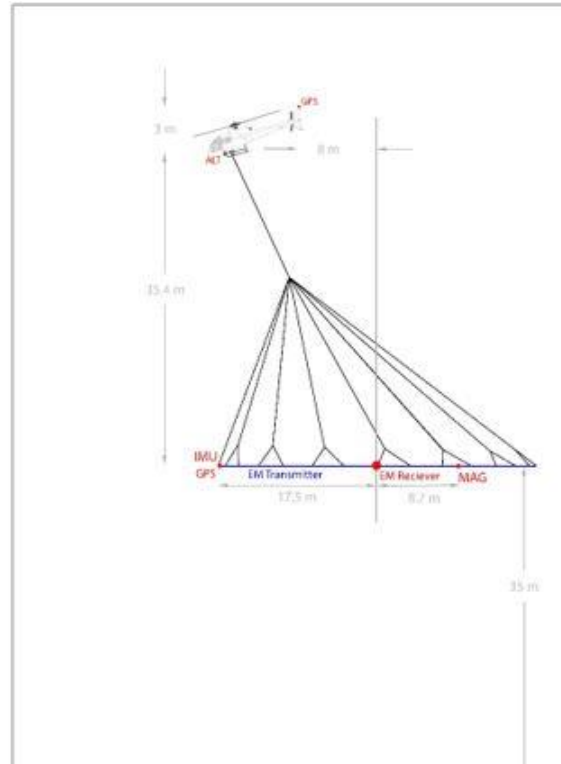 GPS
3 m
8 m
ALT
35.4 m
IMU
GPS
EM Transmitter
EM Reciever
MAG
17.5 m
8.7 m
35 m